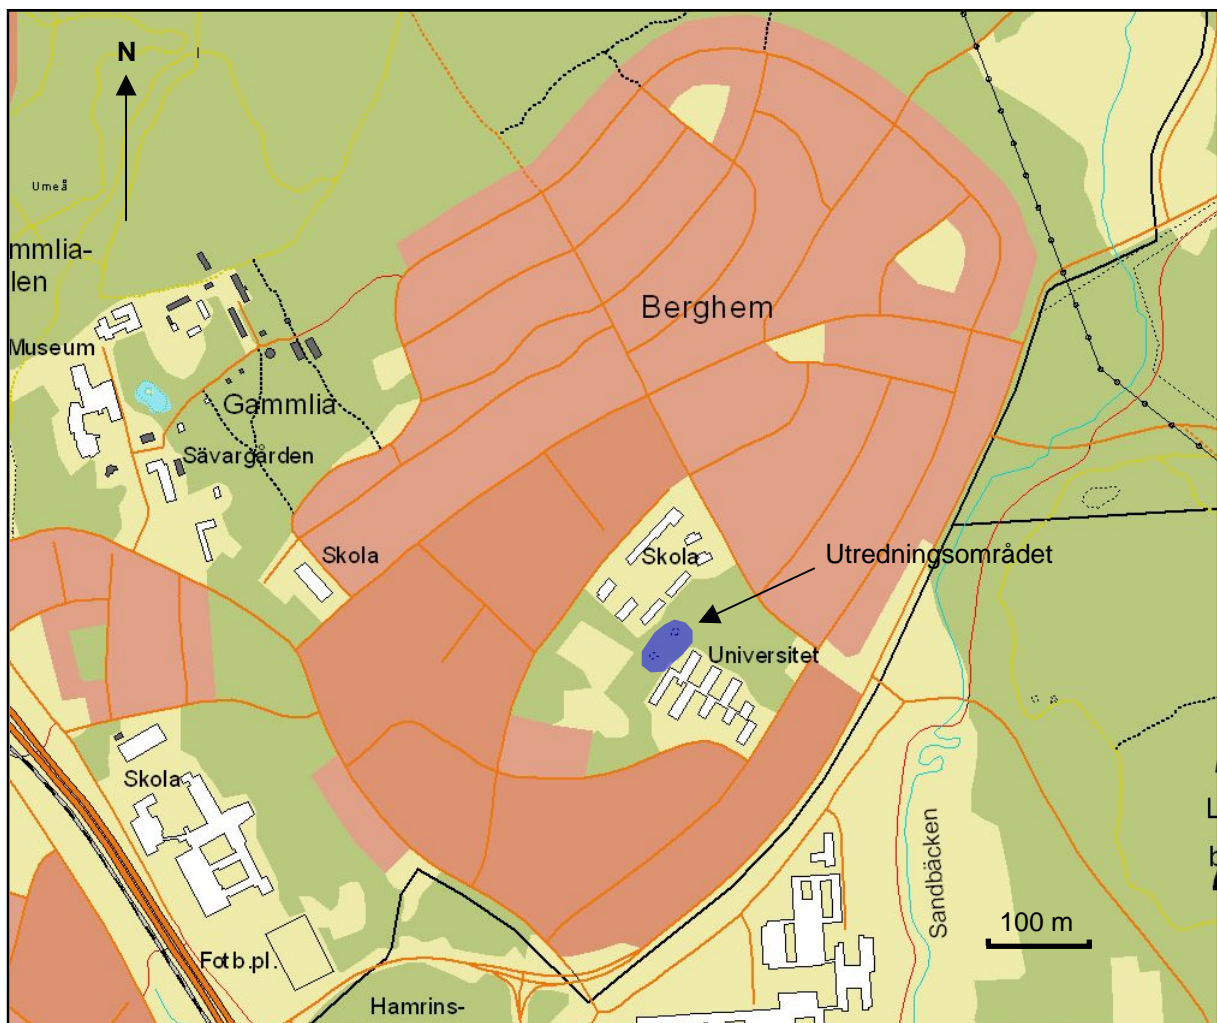 N
Umeå
mmlia-
len
Museum
Berghem
Gammlia
Sävargården
Skola
Skola
Utredningsområdet
Universitet
Skola
Sandbäcken
100 m
Fotb.pl.
Hamrins-
L